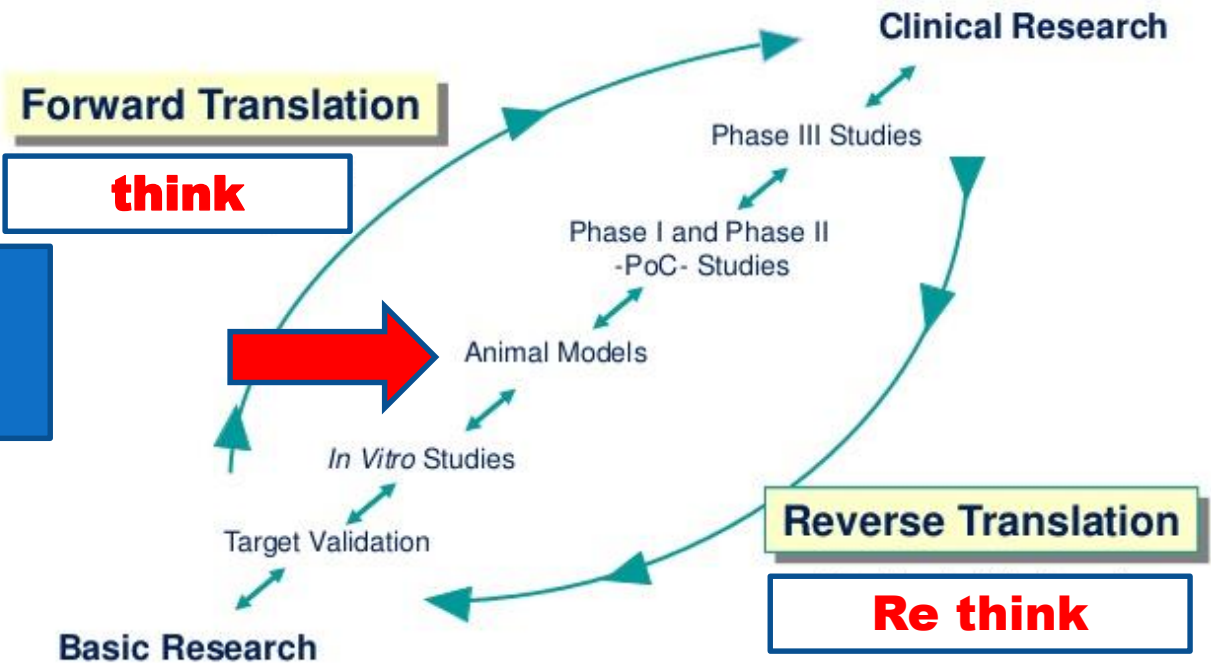 Clinical Research
Forward Translation
Phase III Studies
think
Phase I and Phase II
-PoC- Studies
Animal Models
In Vitro Studies
Reverse Translation
Target Validation
Re think
Basic Research